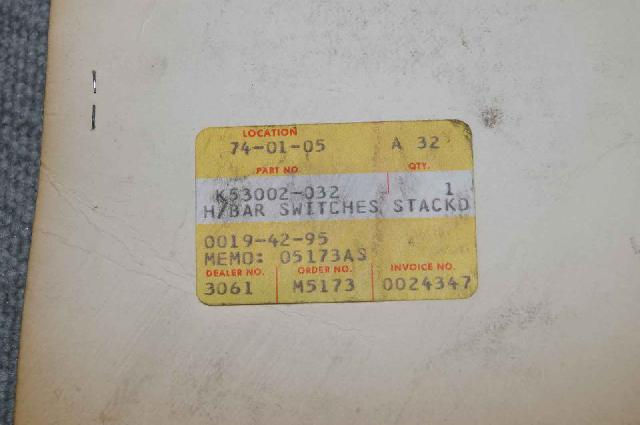 LOCATION
74-01-05 A 32
PART NO. QTY.
K53002-032 1
H/BAR SWITCHES STACKD
0019-42-95
MEMO: 05173AS
DEALER NO. ORDER NO. INVOICE NO.
3061 M5173 0024347